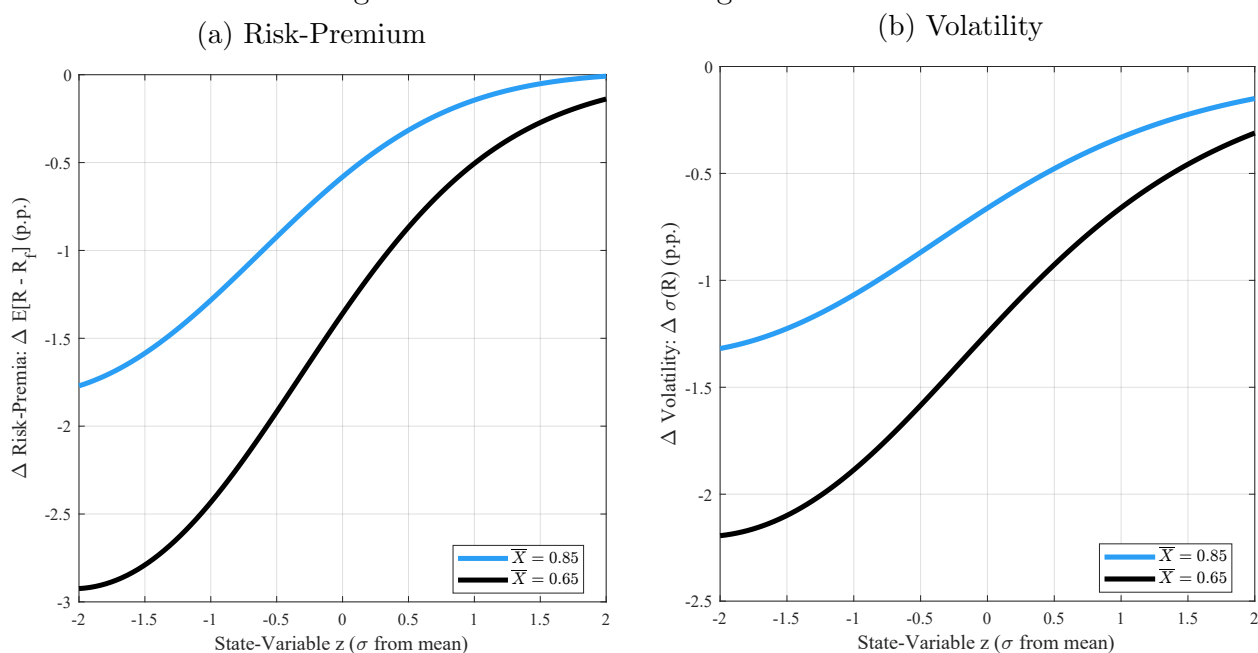 (a) Risk-Premium
0
-0.5
-1
-1.5
-2
-2.5
-3
Δ Risk-Premia: Δ E[R - R_f] (p.p.)
-2 -1.5 -1 -0.5 0 0.5 1 1.5 2
State-Variable z (σ from mean)
X̅ = 0.85
X̅ = 0.65
(b) Volatility
0
-0.5
-1
-1.5
-2
-2.5
Δ Volatility: Δ σ(R) (p.p.)
-2 -1.5 -1 -0.5 0 0.5 1 1.5 2
State-Variable z (σ from mean)
X̅ = 0.85
X̅ = 0.65